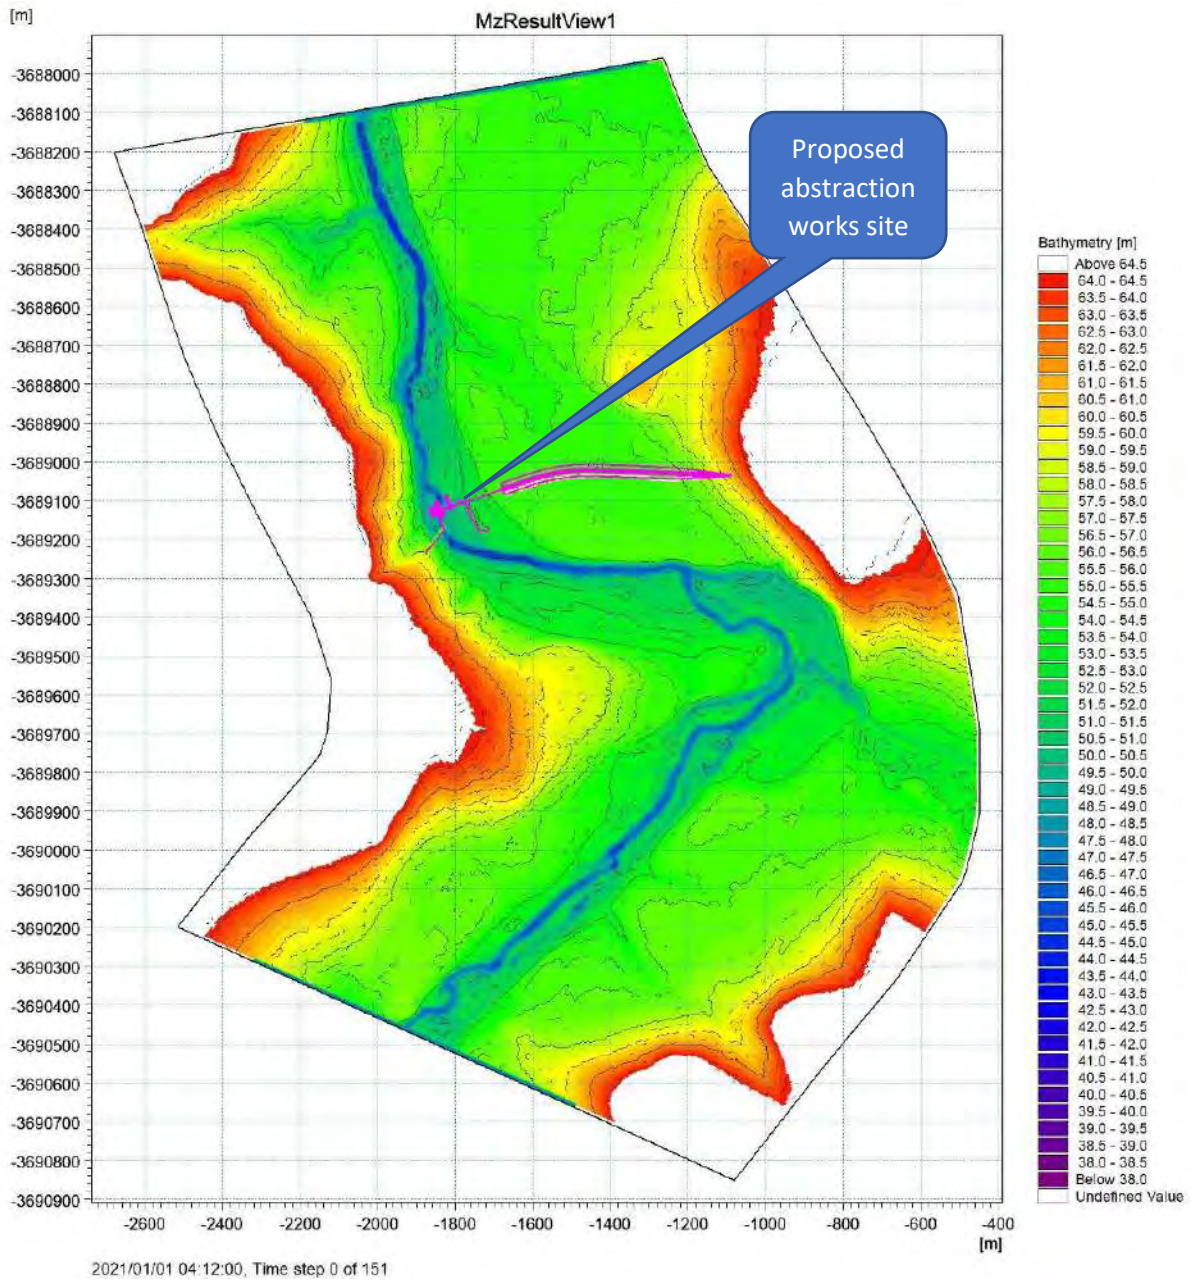 [m]
MzResultView1
-3688000
-3688100
-3688200
-3688300
-3688400
-3688500
-3688600
-3688700
-3688800
-3688900
-3689000
-3689100
-3689200
-3689300
-3689400
-3689500
-3689600
-3689700
-3689800
-3689900
-3690000
-3690100
-3690200
-3690300
-3690400
-3690500
-3690600
-3690700
-3690800
-3690900
Proposed
abstraction
works site
Bathymetry [m]
Above 64.5
64.0 - 64.5
63.5 - 64.0
63.0 - 63.5
62.5 - 63.0
62.0 - 62.5
61.5 - 62.0
61.0 - 61.5
60.5 - 61.0
60.0 - 60.5
59.5 - 60.0
59.0 - 59.5
58.5 - 59.0
58.0 - 58.5
57.5 - 58.0
57.0 - 57.5
56.5 - 57.0
56.0 - 56.5
55.5 - 56.0
55.0 - 55.5
54.5 - 55.0
54.0 - 54.5
53.5 - 54.0
53.0 - 53.5
52.5 - 53.0
52.0 - 52.5
51.5 - 52.0
51.0 - 51.5
50.5 - 51.0
50.0 - 50.5
49.5 - 50.0
49.0 - 49.5
48.5 - 49.0
48.0 - 48.5
47.5 - 48.0
47.0 - 47.5
46.5 - 47.0
46.0 - 46.5
45.5 - 46.0
45.0 - 45.5
44.5 - 45.0
44.0 - 44.5
43.5 - 44.0
43.0 - 43.5
42.5 - 43.0
42.0 - 42.5
41.5 - 42.0
41.0 - 41.5
40.5 - 41.0
40.0 - 40.5
39.5 - 40.0
39.0 - 39.5
38.5 - 39.0
38.0 - 38.5
Below 38.0
Undefined Value
-2600 -2400 -2200 -2000 -1800 -1600 -1400 -1200 -1000 -800 -600 -400
[m]
2021/01/01 04:12:00, Time step 0 of 151